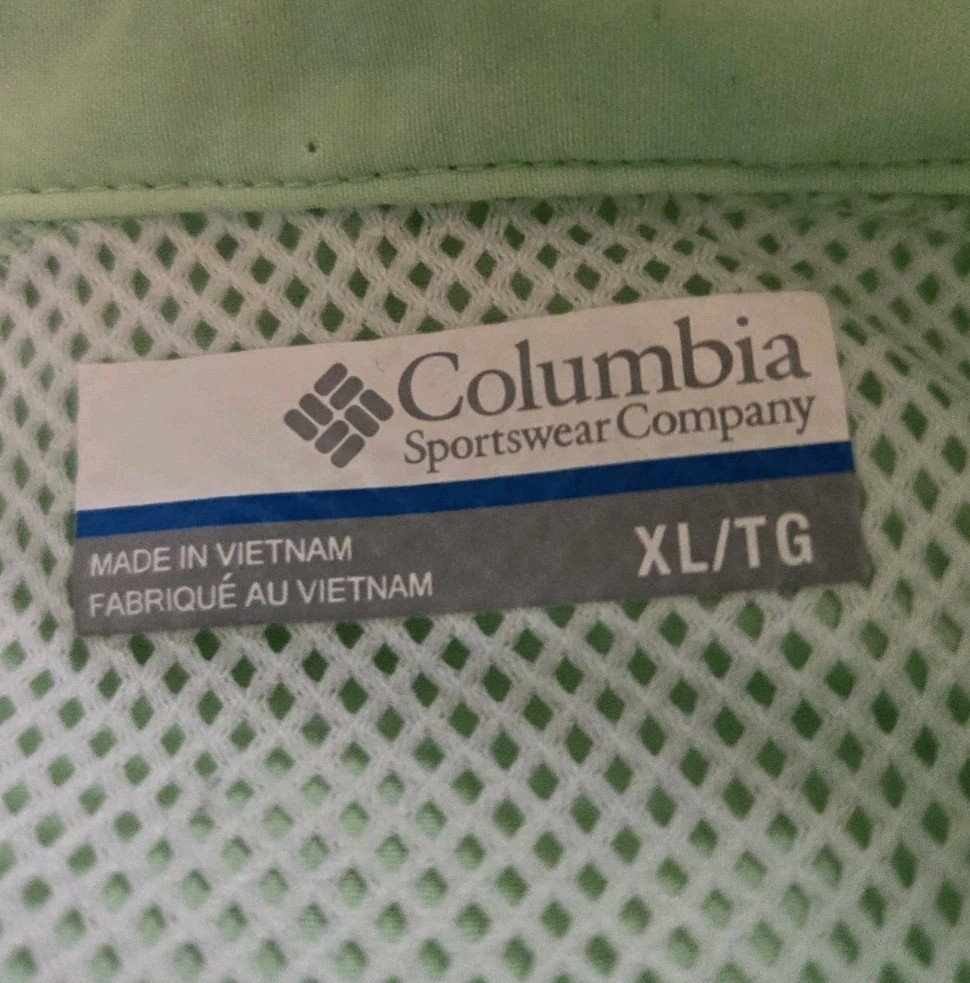 Columbia
Sportswear Company
MADE IN VIETNAM
FABRIQUÉ AU VIETNAM
XL/TG